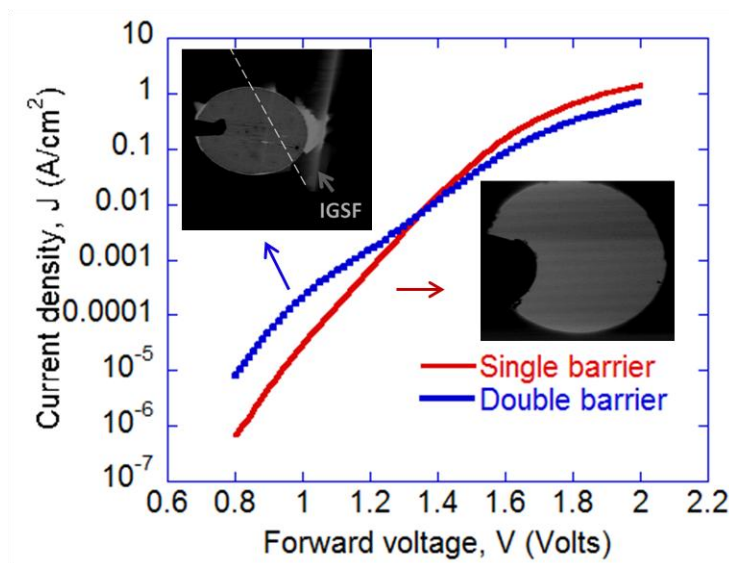 Current density, J (A/cm²)
10
1
0.1
0.01
0.001
0.0001
10⁻⁵
10⁻⁶
10⁻⁷
IGSF
Single barrier
Double barrier
0.6 0.8 1 1.2 1.4 1.6 1.8 2 2.2
Forward voltage, V (Volts)